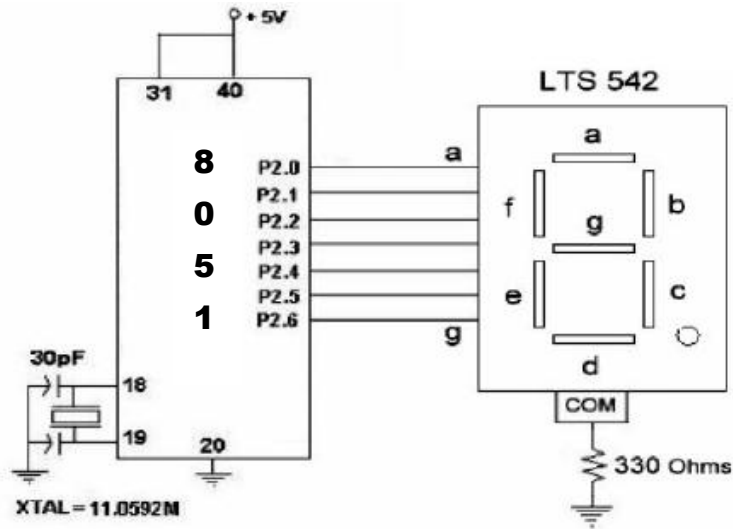 + 5V
LTS 542
31 40
8
0
5
1
P2.0
P2.1
P2.2
P2.3
P2.4
P2.5
P2.6
a
g
a
f
b
g
e
c
d
COM
330 Ohms
30pF
18
19
20
XTAL=11.0592M